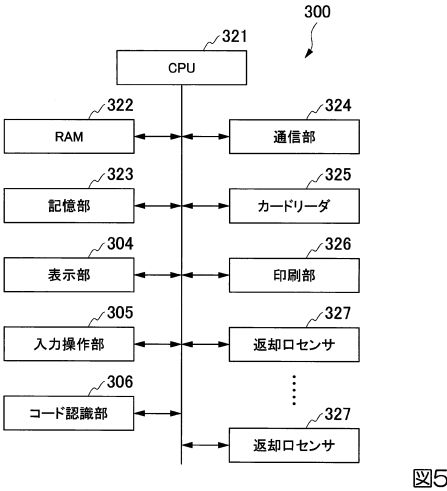 300
321
CPU
322
RAM
324
通信部
323
記憶部
325
カードリーダ
304
表示部
326
印刷部
305
入力操作部
327
返却口センサ
306
コード認識部
327
返却口センサ
図5